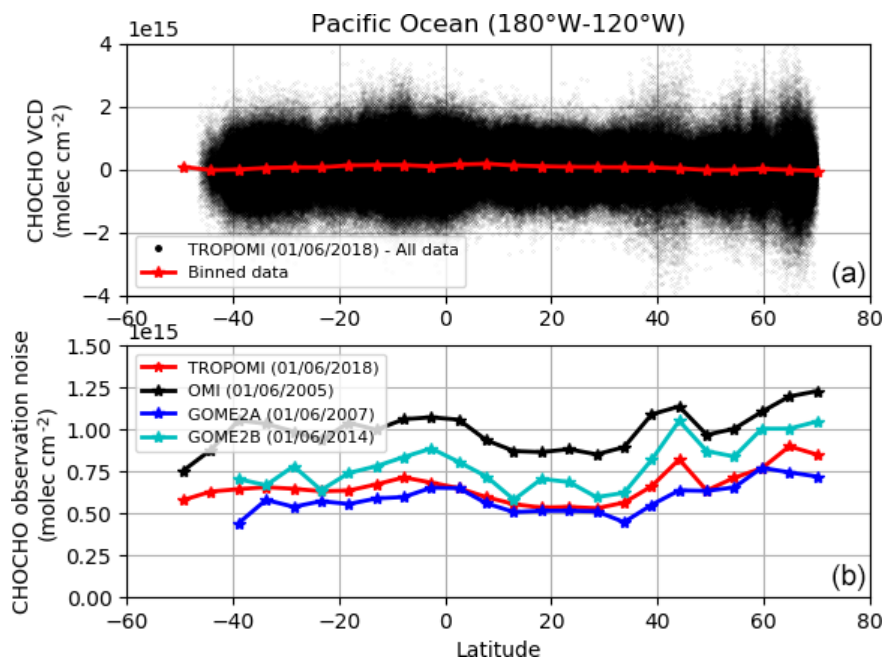 Pacific Ocean (180°W-120°W)
1e15
4
2
0
−2
−4
CHOCHO VCD
(molec cm⁻²)
TROPOMI (01/06/2018) - All data
Binned data
(a)
−60 −40 −20 0 20 40 60 80
1e15
1.50
1.25
1.00
0.75
0.50
0.25
0.00
CHOCHO observation noise
(molec cm⁻²)
TROPOMI (01/06/2018)
OMI (01/06/2005)
GOME2A (01/06/2007)
GOME2B (01/06/2014)
(b)
−60 −40 −20 0 20 40 60 80
Latitude